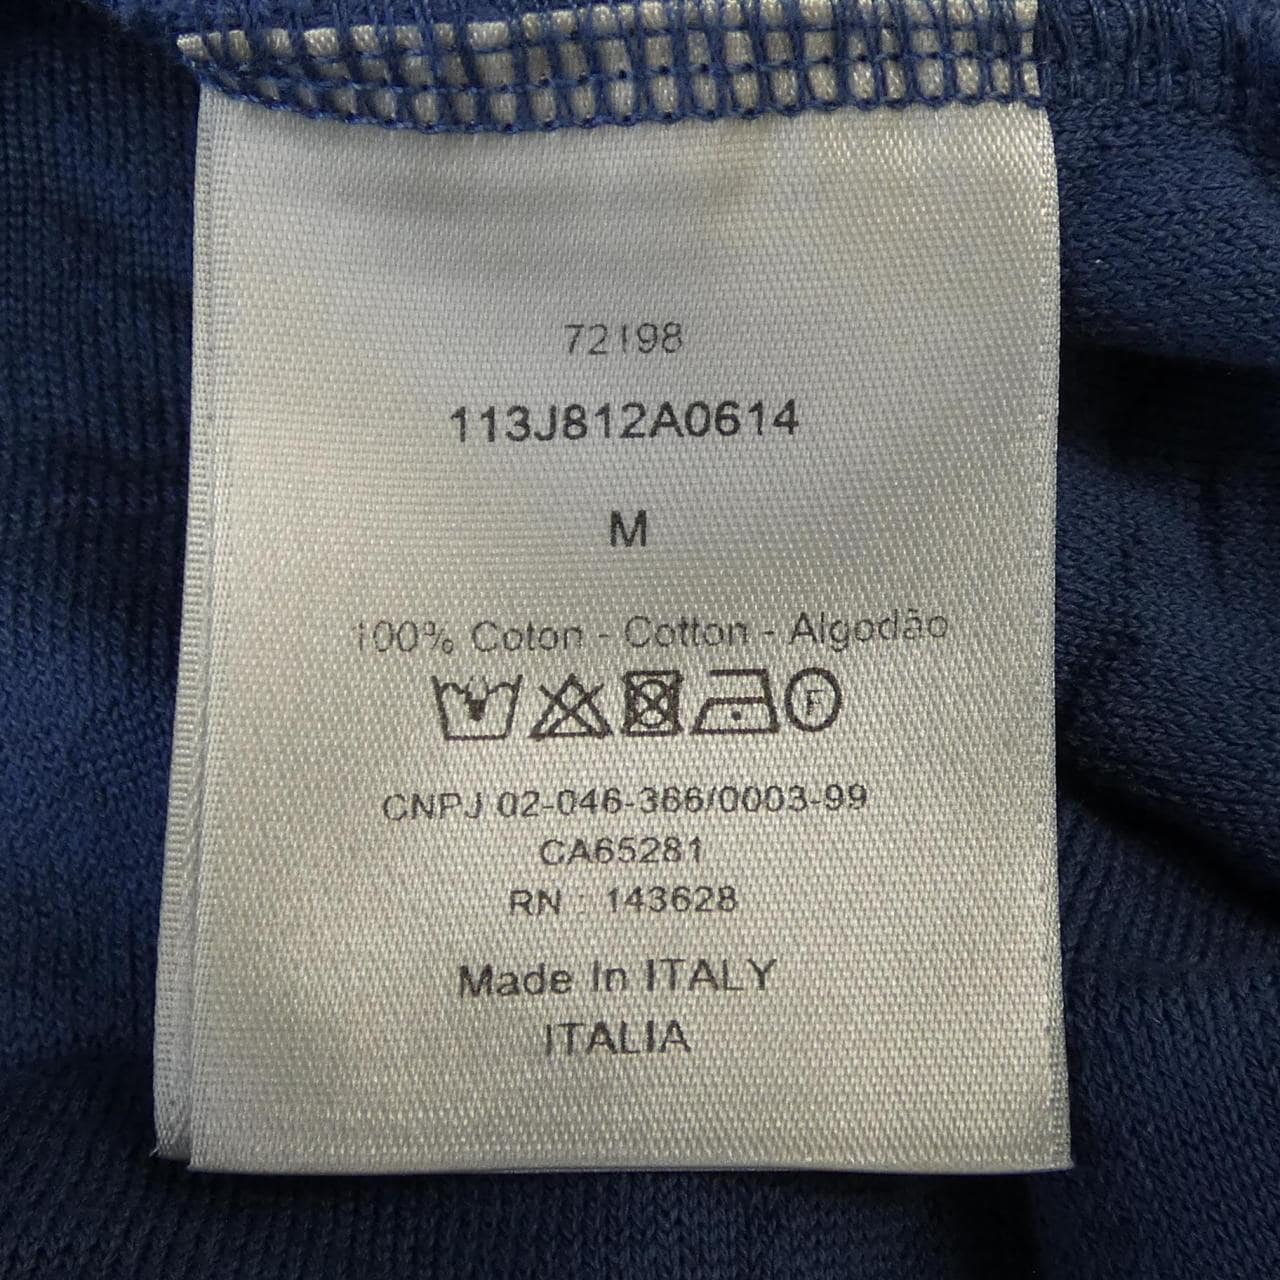 72198
113J812A0614
M
100% Coton - Cotton - Algodão
F
CNPJ 02-046-366/0003-99
CA65281
RN : 143628
Made In ITALY
ITALIA